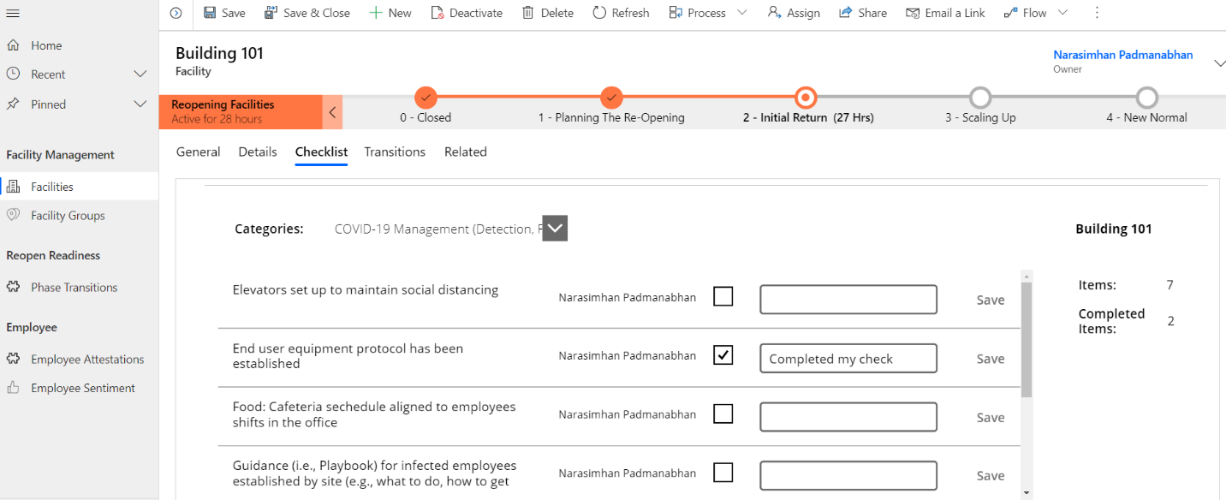 Save
Save & Close
New
Deactivate
Delete
Refresh
Process
Assign
Share
Email a Link
Flow
Home
Recent
Pinned
Facility Management
Facilities
Facility Groups
Reopen Readiness
Phase Transitions
Employee
Employee Attestations
Employee Sentiment
Building 101
Facility
Narasimhan Padmanabhan
Owner
Reopening Facilities
Active for 28 hours
0 - Closed
1 - Planning The Re-Opening
2 - Initial Return (27 Hrs)
3 - Scaling Up
4 - New Normal
General
Details
Checklist
Transitions
Related
Categories:
COVID-19 Management (Detection,
Building 101
Items: 7
Completed
Items: 2
Elevators set up to maintain social distancing
Narasimhan Padmanabhan
Save
End user equipment protocol has been
established
Narasimhan Padmanabhan
Completed my check
Save
Food: Cafeteria sechedule aligned to employees
shifts in the office
Narasimhan Padmanabhan
Save
Guidance (i.e., Playbook) for infected employees
established by site (e.g., what to do, how to get
Narasimhan Padmanabhan
Save